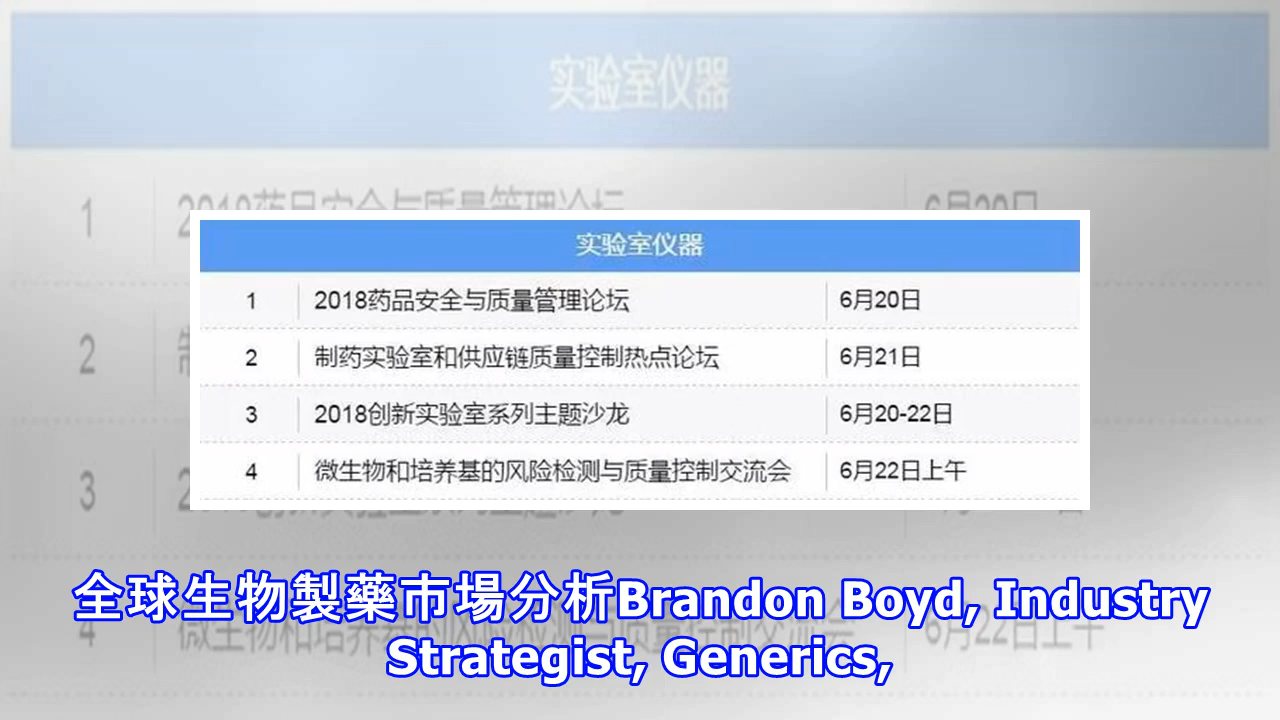 实验室仪器
实验室仪器
1 2018药品安全与质量管理论坛 6月20日
2 制药实验室和供应链质量控制热点论坛 6月21日
3 2018创新实验室系列主题沙龙 6月20-22日
4 微生物和培养基的风险检测与质量控制交流会 6月22日上午
全球生物製藥市場分析Brandon Boyd, Industry
Strategist, Generics,